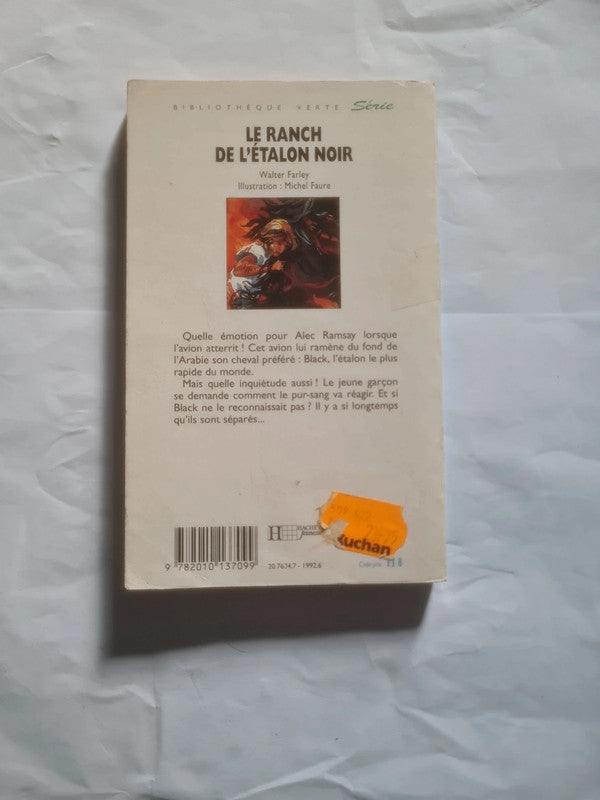 BIBLIOTHÈQUE VERTE Série
LE RANCH
DE L'ÉTALON NOIR
Walter Farley
Illustration : Michel Faure
Quelle émotion pour Alec Ramsay lorsque
l'avion atterrit ! Cet avion lui ramène du fond de
l'Arabie son cheval préféré : Black, l'étalon le plus
rapide du monde.
Mais quelle inquiétude aussi ! Le jeune garçon
se demande comment le pur-sang va réagir. Et si
Black ne le reconnaissait pas ? Il y a si longtemps
qu'ils sont séparés...
H
Auchan
9 782010 137099
20.7634.7 - 1992.6
Code prix